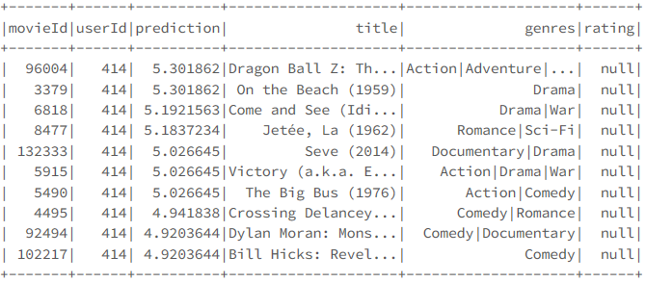 +-------+------+----------+--------------------+--------------------+------+
|movieId|userId|prediction|               title|              genres|rating|
+-------+------+----------+--------------------+--------------------+------+
|  96004|   414|  5.301862|Dragon Ball Z: Th...|Action|Adventure|...|  null|
|   3379|   414|  5.301862| On the Beach (1959)|               Drama|  null|
|   6818|   414| 5.1921563|Come and See (Idi...|           Drama|War|  null|
|   8477|   414| 5.1837234|    Jetée, La (1962)|      Romance|Sci-Fi|  null|
| 132333|   414|  5.026645|         Seve (2014)|   Documentary|Drama|  null|
|   5915|   414|  5.026645|Victory (a.k.a. E...|    Action|Drama|War|  null|
|   5490|   414|  5.026645|  The Big Bus (1976)|       Action|Comedy|  null|
|   4495|   414|  4.941838|Crossing Delancey...|      Comedy|Romance|  null|
|  92494|   414| 4.9203644|Dylan Moran: Mons...|  Comedy|Documentary|  null|
| 102217|   414| 4.9203644|Bill Hicks: Revel...|              Comedy|  null|
+-------+------+----------+--------------------+--------------------+------+